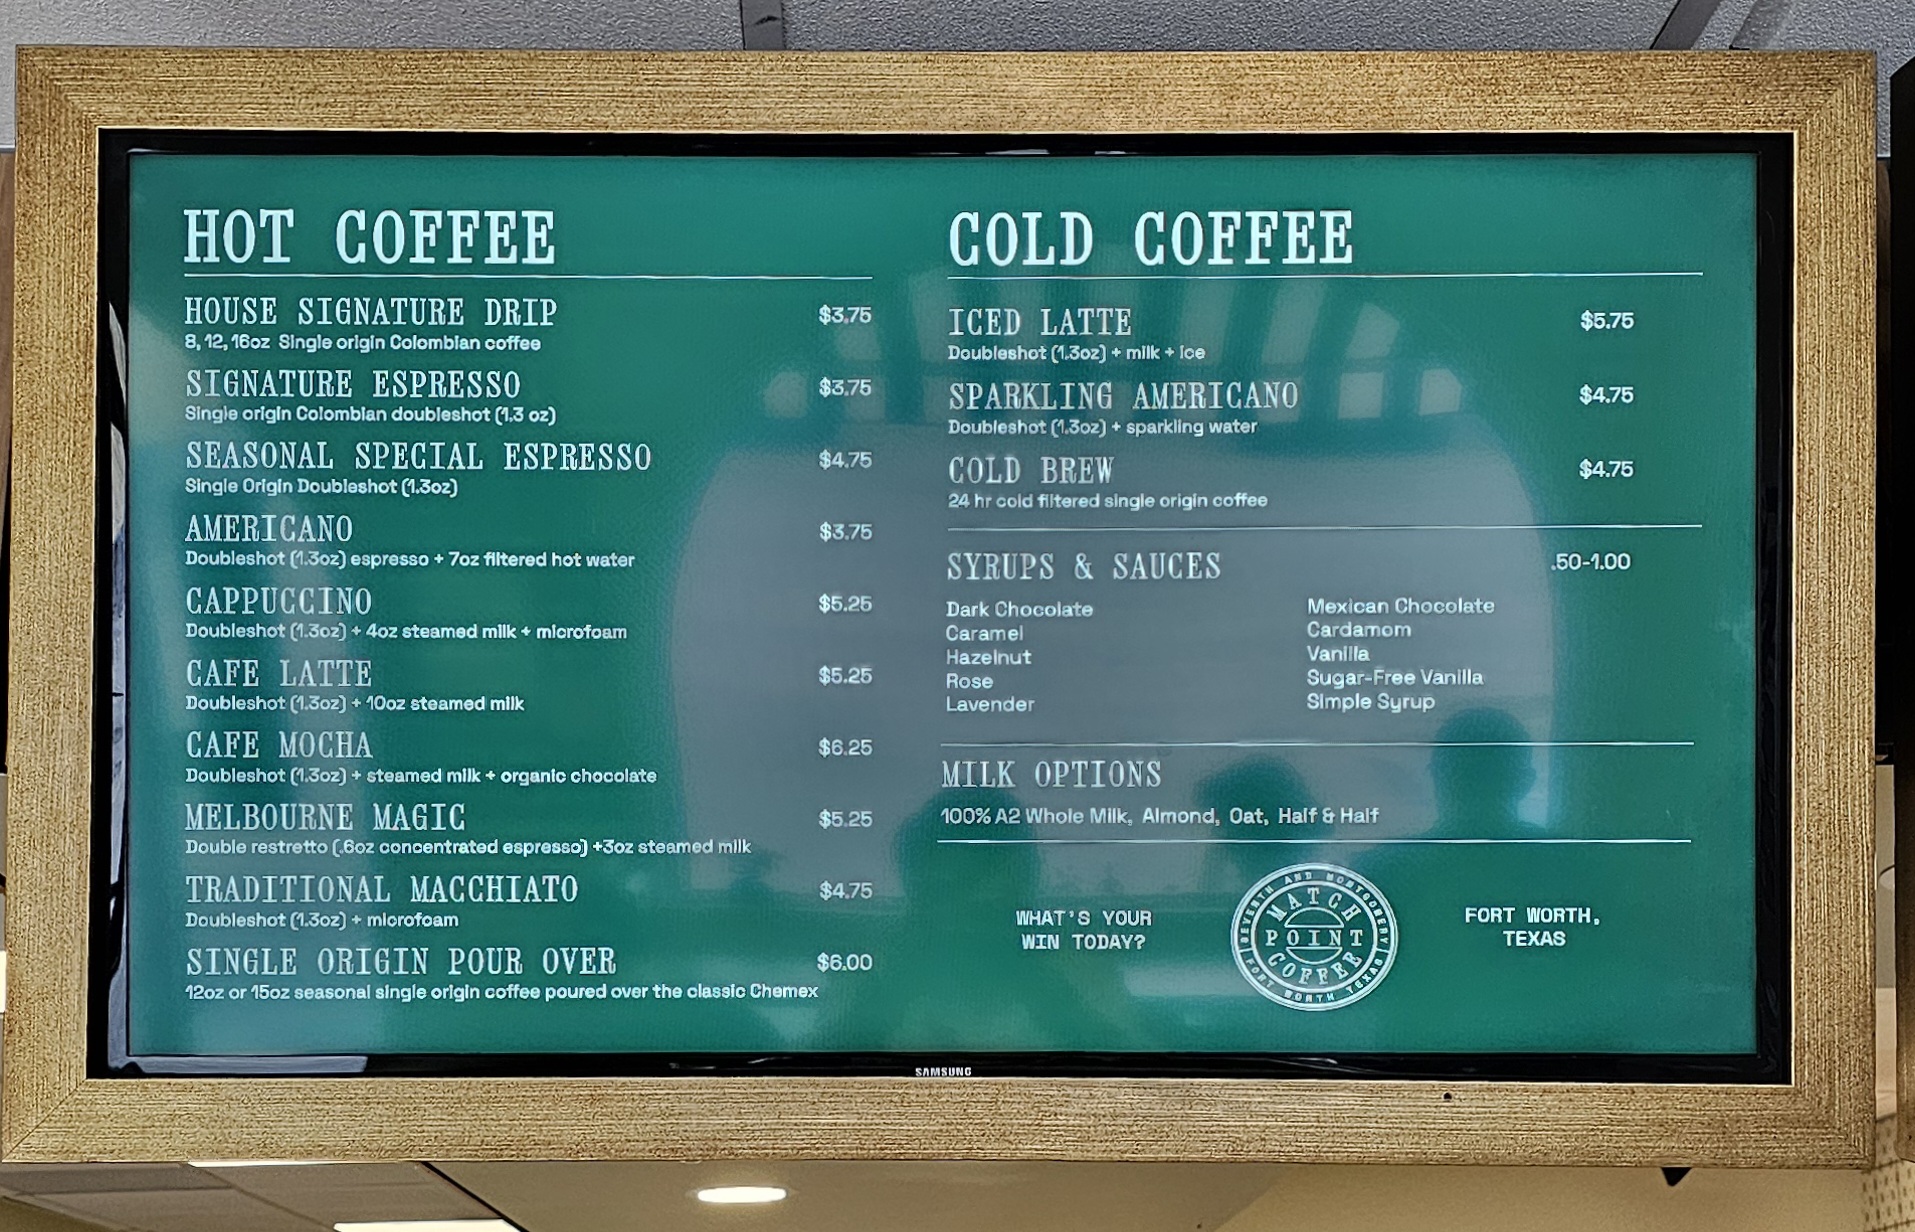 HOT COFFEE
HOUSE SIGNATURE DRIP $3.75
8, 12, 16oz Single origin Colombian coffee
SIGNATURE ESPRESSO $3.75
Single origin Colombian doubleshot (1.3 oz)
SEASONAL SPECIAL ESPRESSO $4.75
Single Origin Doubleshot (1.3oz)
AMERICANO $3.75
Doubleshot (1.3oz) espresso + 7oz filtered hot water
CAPPUCCINO $5.25
Doubleshot (1.3oz) + 4oz steamed milk + microfoam
CAFE LATTE $5.25
Doubleshot (1.3oz) + 10oz steamed milk
CAFE MOCHA $6.25
Doubleshot (1.3oz) + steamed milk + organic chocolate
MELBOURNE MAGIC $5.25
Double restretto (.6oz concentrated espresso) +3oz steamed milk
TRADITIONAL MACCHIATO $4.75
Doubleshot (1.3oz) + microfoam
SINGLE ORIGIN POUR OVER $6.00
12oz or 15oz seasonal single origin coffee poured over the classic Chemex
COLD COFFEE
ICED LATTE $5.75
Doubleshot (1.3oz) + milk + ice
SPARKLING AMERICANO $4.75
Doubleshot (1.3oz) + sparkling water
COLD BREW $4.75
24 hr cold filtered single origin coffee
SYRUPS & SAUCES .50-1.00
Dark Chocolate
Caramel
Hazelnut
Rose
Lavender
Mexican Chocolate
Cardamom
Vanilla
Sugar-Free Vanilla
Simple Syrup
MILK OPTIONS
100% A2 Whole Milk, Almond, Oat, Half & Half
WHAT'S YOUR
WIN TODAY?
SEVENTH AND MONTGOMERY
MATCH
POINT
COFFEE
FORT WORTH TEXAS
FORT WORTH,
TEXAS
SAMSUNG